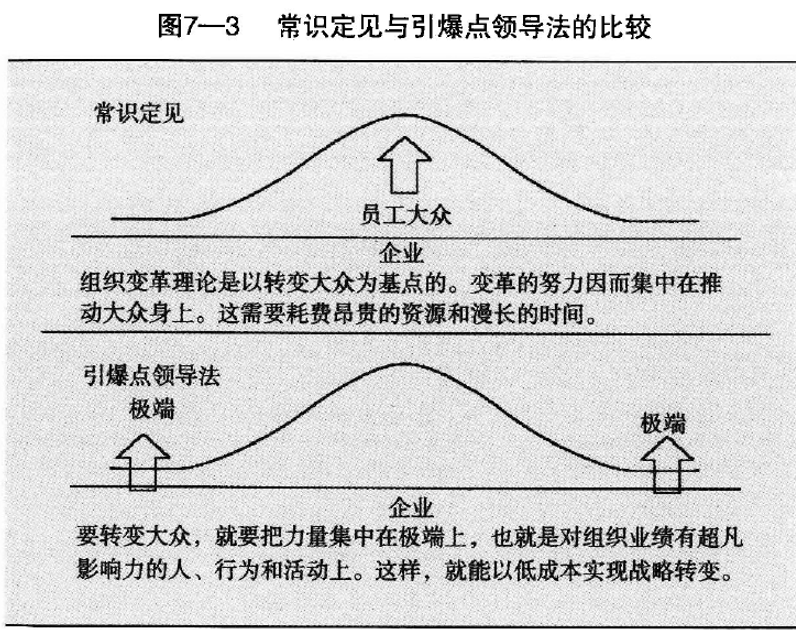 图7—3 常识定见与引爆点领导法的比较
常识定见
员工大众
企业
组织变革理论是以转变大众为基点的。变革的努力因而集中在推
动大众身上。这需要耗费昂贵的资源和漫长的时间。
引爆点领导法
极端
极端
企业
要转变大众，就要把力量集中在极端上，也就是对组织业绩有超凡
影响力的人、行为和活动上。这样，就能以低成本实现战略转变。